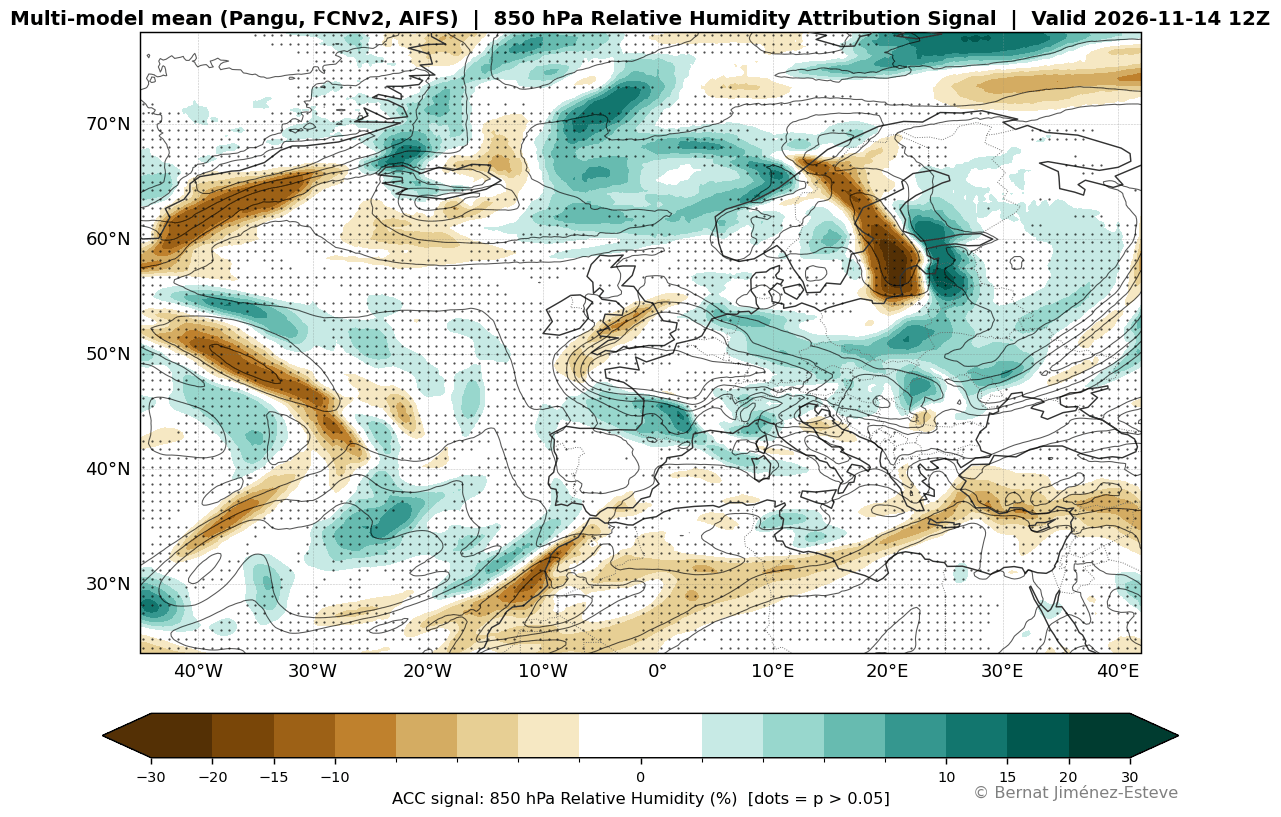 Multi-model mean (Pangu, FCNv2, AIFS)  |  850 hPa Relative Humidity Attribution Signal  |  Valid 2026-11-14 12Z
70°N
60°N
50°N
40°N
30°N
40°W 30°W 20°W 10°W 0° 10°E 20°E 30°E 40°E
−30 −20 −15 −10 0 10 15 20 30
ACC signal: 850 hPa Relative Humidity (%)  [dots = p > 0.05]
© Bernat Jiménez-Esteve